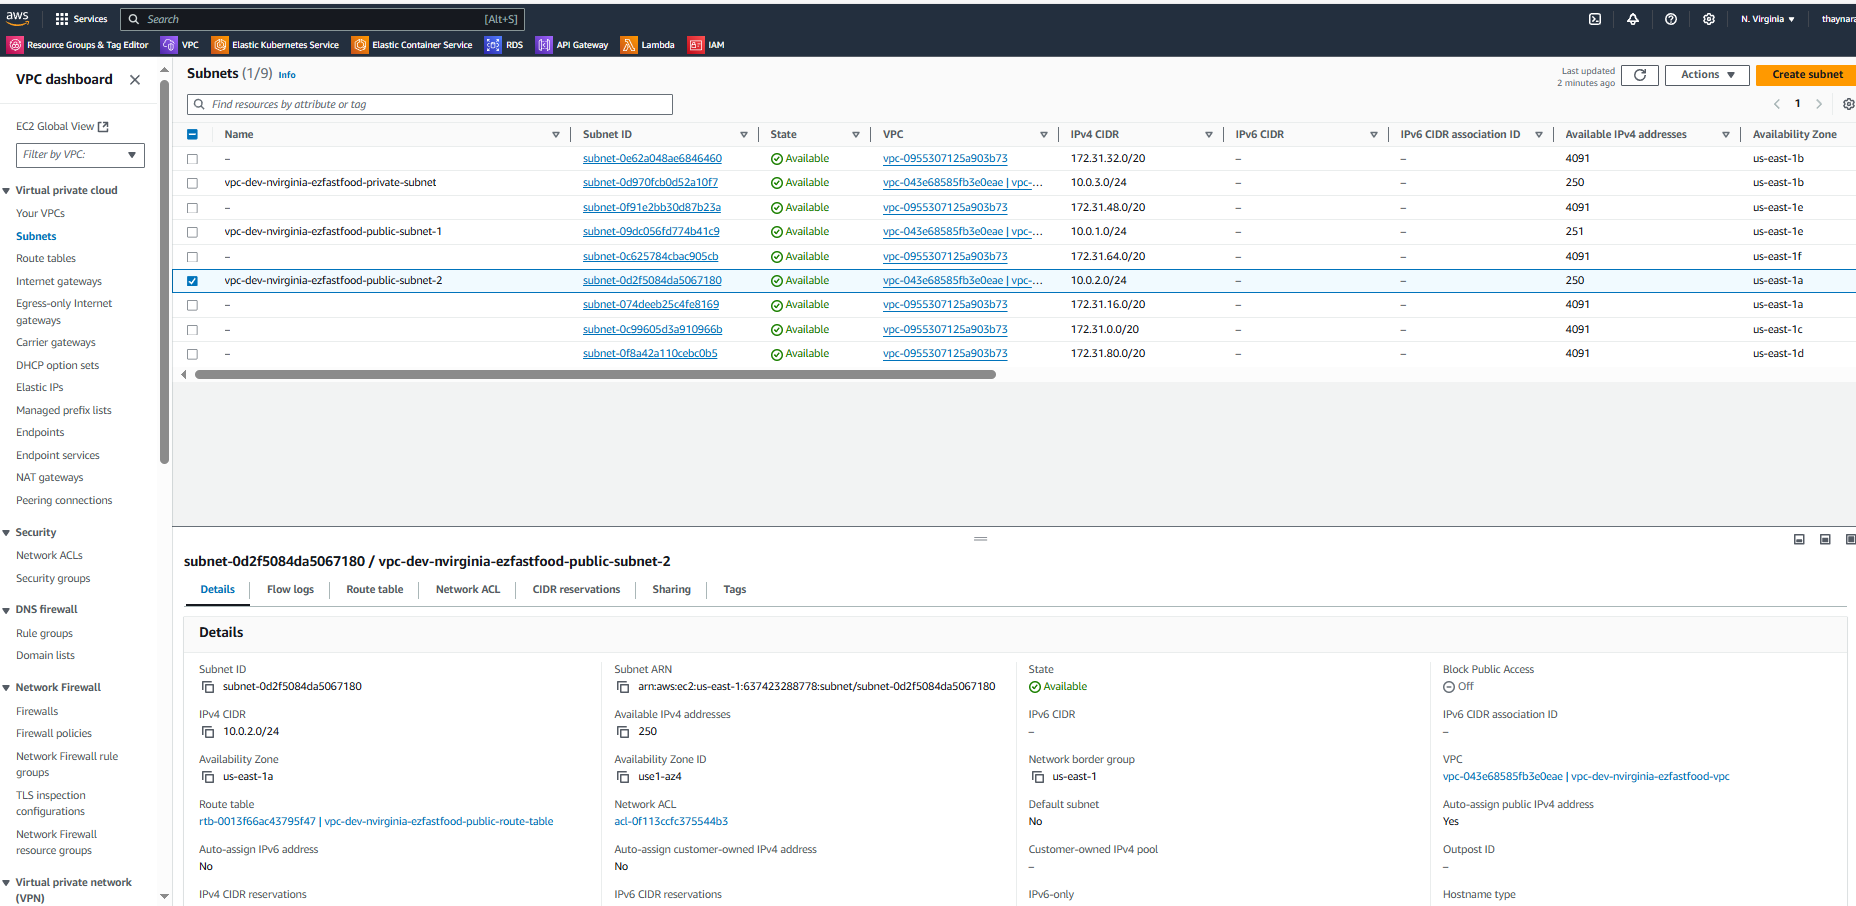 aws Services Search [Alt+S] N. Virginia thaynara
Resource Groups & Tag Editor VPC Elastic Kubernetes Service Elastic Container Service RDS API Gateway Lambda IAM
VPC dashboard
EC2 Global View
Filter by VPC:
Virtual private cloud
Your VPCs
Subnets
Route tables
Internet gateways
Egress-only Internet
gateways
Carrier gateways
DHCP option sets
Elastic IPs
Managed prefix lists
Endpoints
Endpoint services
NAT gateways
Peering connections
Security
Network ACLs
Security groups
DNS firewall
Rule groups
Domain lists
Network Firewall
Firewalls
Firewall policies
Network Firewall rule
groups
TLS inspection
configurations
Network Firewall
resource groups
Virtual private network
(VPN)
Subnets (1/9) Info
Last updated
2 minutes ago
Actions
Create subnet
Find resources by attribute or tag
1
Name Subnet ID State VPC IPv4 CIDR IPv6 CIDR IPv6 CIDR association ID Available IPv4 addresses Availability Zone
– subnet-0e62a048ae6846460 Available vpc-0955307125a903b73 172.31.32.0/20 – – 4091 us-east-1b
vpc-dev-nvirginia-ezfastfood-private-subnet subnet-0d970fcb0d52a10f7 Available vpc-043e68585fb3e0eae | vpc-... 10.0.3.0/24 – – 250 us-east-1b
– subnet-0f91e2bb30d87b23a Available vpc-0955307125a903b73 172.31.48.0/20 – – 4091 us-east-1e
vpc-dev-nvirginia-ezfastfood-public-subnet-1 subnet-09dc056fd774b41c9 Available vpc-043e68585fb3e0eae | vpc-... 10.0.1.0/24 – – 251 us-east-1e
– subnet-0c625784cbac905cb Available vpc-0955307125a903b73 172.31.64.0/20 – – 4091 us-east-1f
vpc-dev-nvirginia-ezfastfood-public-subnet-2 subnet-0d2f5084da5067180 Available vpc-043e68585fb3e0eae | vpc-... 10.0.2.0/24 – – 250 us-east-1a
– subnet-074deeb25c4fe8169 Available vpc-0955307125a903b73 172.31.16.0/20 – – 4091 us-east-1a
– subnet-0c99605d3a910966b Available vpc-0955307125a903b73 172.31.0.0/20 – – 4091 us-east-1c
– subnet-0f8a42a110cebc0b5 Available vpc-0955307125a903b73 172.31.80.0/20 – – 4091 us-east-1d
subnet-0d2f5084da5067180 / vpc-dev-nvirginia-ezfastfood-public-subnet-2
Details Flow logs Route table Network ACL CIDR reservations Sharing Tags
Details
Subnet ID Subnet ARN State Block Public Access
subnet-0d2f5084da5067180 arn:aws:ec2:us-east-1:637423288778:subnet/subnet-0d2f5084da5067180 Available Off
IPv4 CIDR Available IPv4 addresses IPv6 CIDR IPv6 CIDR association ID
10.0.2.0/24 250 – –
Availability Zone Availability Zone ID Network border group VPC
us-east-1a use1-az4 us-east-1 vpc-043e68585fb3e0eae | vpc-dev-nvirginia-ezfastfood-vpc
Route table Network ACL Default subnet Auto-assign public IPv4 address
rtb-0013f66ac43795f47 | vpc-dev-nvirginia-ezfastfood-public-route-table acl-0f113ccfc375544b3 No Yes
Auto-assign IPv6 address Auto-assign customer-owned IPv4 address Customer-owned IPv4 pool Outpost ID
No No – –
IPv4 CIDR reservations IPv6 CIDR reservations IPv6-only Hostname type